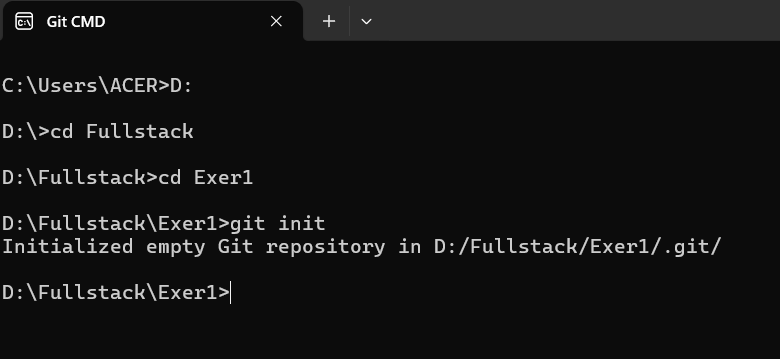 Git CMD
C:\Users\ACER>D:
D:\>cd Fullstack
D:\Fullstack>cd Exer1
D:\Fullstack\Exer1>git init
Initialized empty Git repository in D:/Fullstack/Exer1/.git/
D:\Fullstack\Exer1>